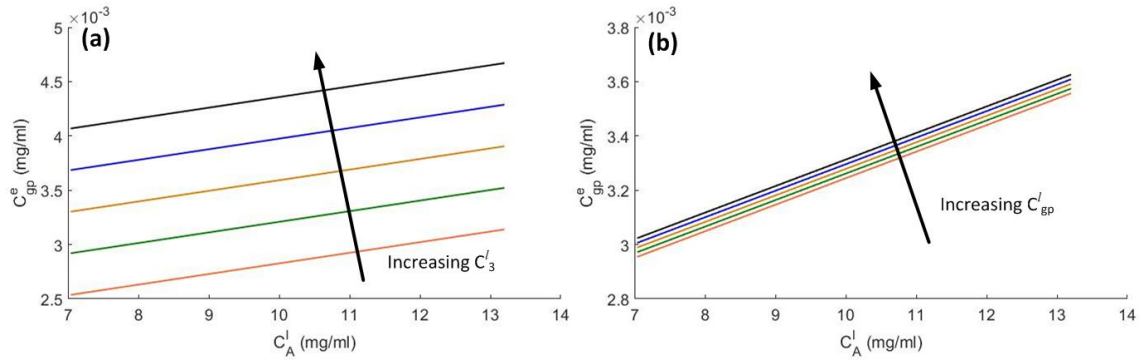 ×10⁻³
5
(a)
4.5
4
3.5
3
2.5
C^e_gp (mg/ml)
Increasing C^l_3
7 8 9 10 11 12 13 14
C^l_A (mg/ml)
×10⁻³
3.8
(b)
3.6
3.4
3.2
3
2.8
C^e_gp (mg/ml)
Increasing C^l_gp
7 8 9 10 11 12 13 14
C^l_A (mg/ml)